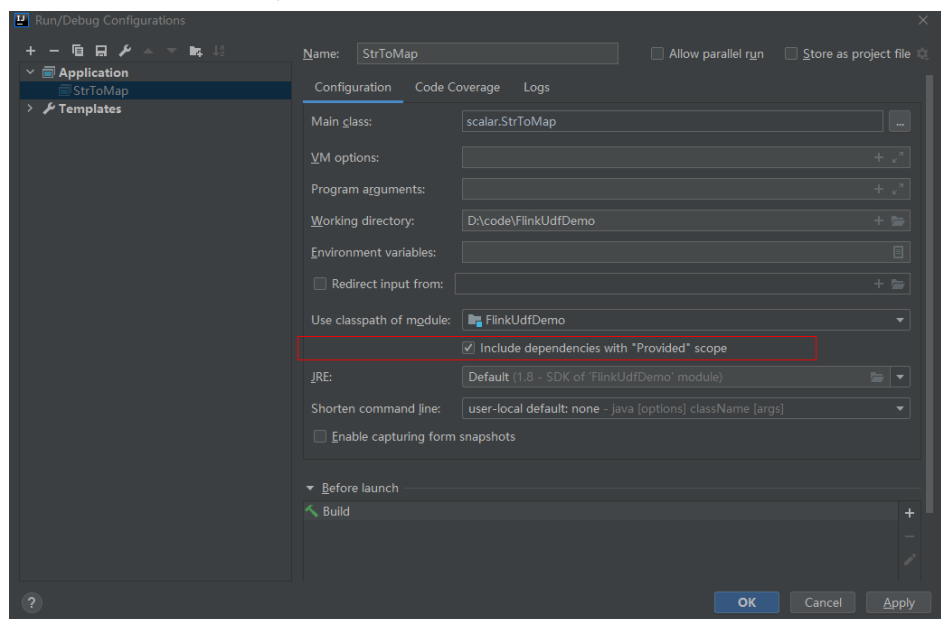 Run/Debug Configurations
Application
StrToMap
Templates
Name: StrToMap Allow parallel run Store as project file
Configuration Code Coverage Logs
Main class: scalar.StrToMap ...
VM options:
Program arguments:
Working directory: D:\code\FlinkUdfDemo
Environment variables:
Redirect input from:
Use classpath of module: FlinkUdfDemo
Include dependencies with "Provided" scope
JRE: Default (1.8 - SDK of 'FlinkUdfDemo' module)
Shorten command line: user-local default: none - java [options] className [args]
Enable capturing form snapshots
Before launch
Build
? OK Cancel Apply